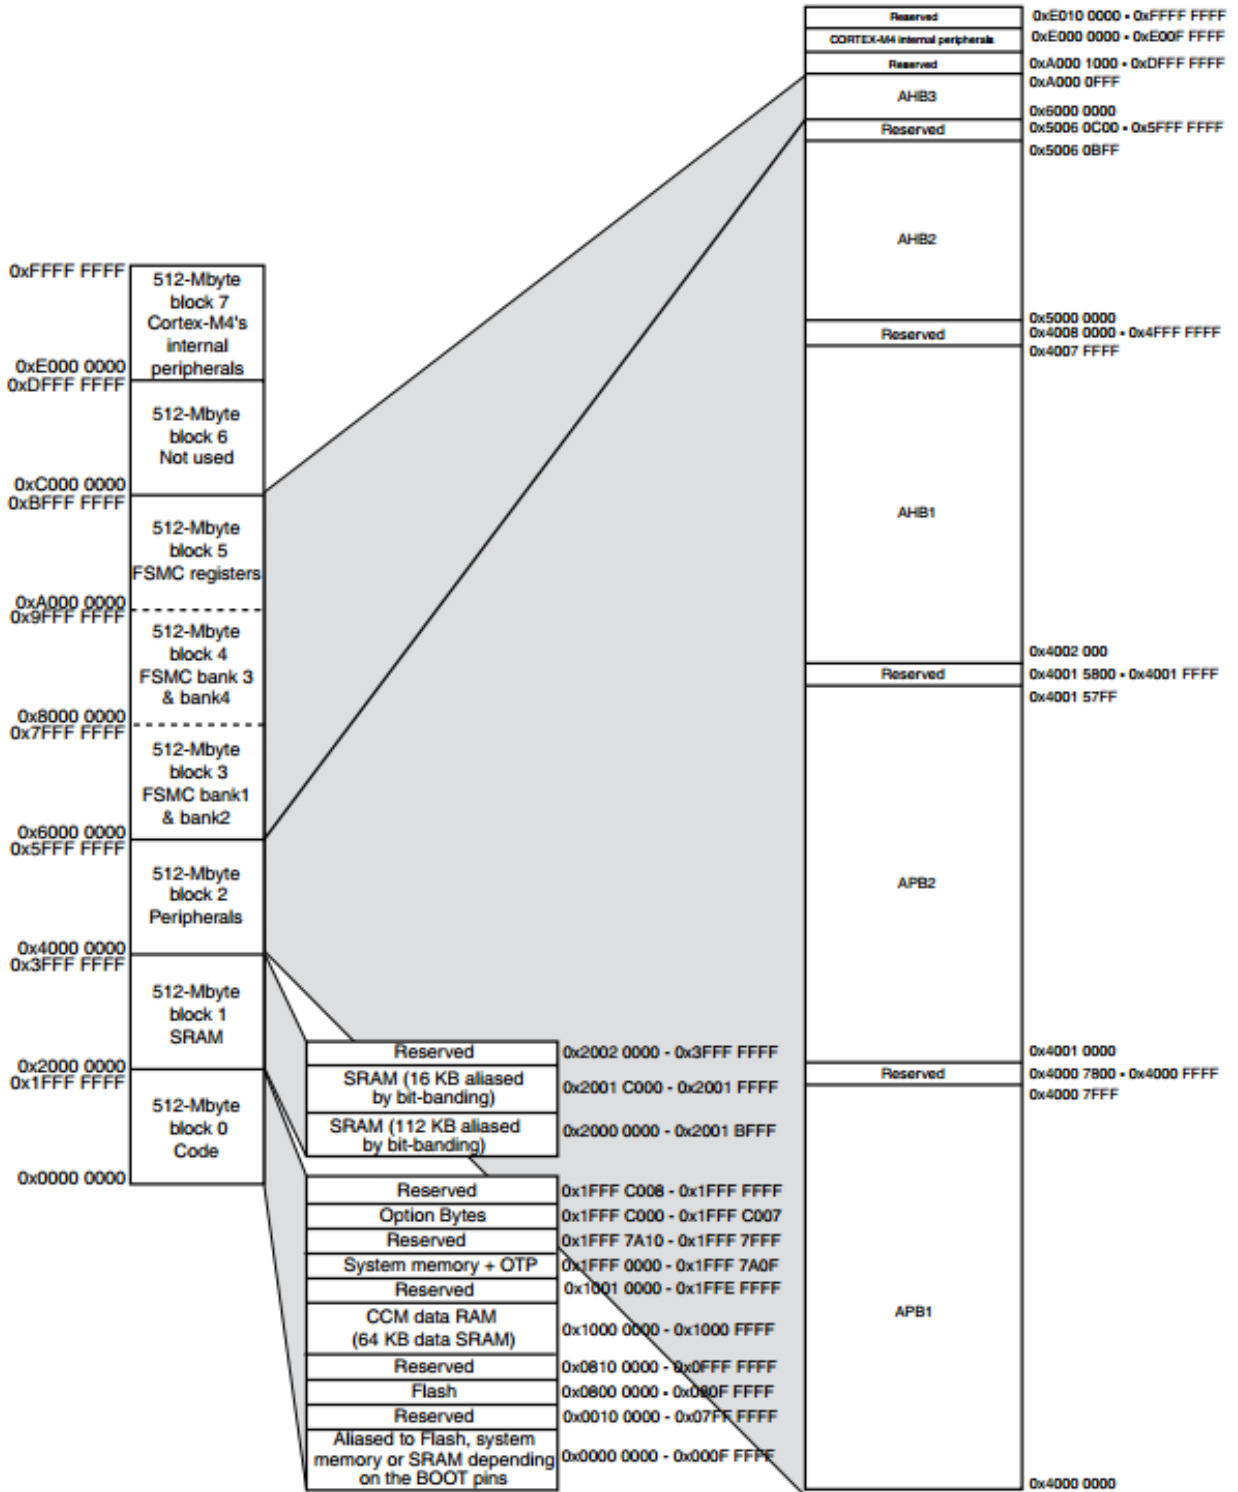 0xFFFF FFFF
512-Mbyte
block 7
Cortex-M4's
internal
peripherals
0xE000 0000
0xDFFF FFFF
512-Mbyte
block 6
Not used
0xC000 0000
0xBFFF FFFF
512-Mbyte
block 5
FSMC registers
0xA000 0000
0x9FFF FFFF
512-Mbyte
block 4
FSMC bank 3
& bank4
0x8000 0000
0x7FFF FFFF
512-Mbyte
block 3
FSMC bank1
& bank2
0x6000 0000
0x5FFF FFFF
512-Mbyte
block 2
Peripherals
0x4000 0000
0x3FFF FFFF
512-Mbyte
block 1
SRAM
0x2000 0000
0x1FFF FFFF
512-Mbyte
block 0
Code
0x0000 0000
Reserved 0x2002 0000 - 0x3FFF FFFF
SRAM (16 KB aliased
by bit-banding)
0x2001 C000 - 0x2001 FFFF
SRAM (112 KB aliased
by bit-banding)
0x2000 0000 - 0x2001 BFFF
Reserved 0x1FFF C008 - 0x1FFF FFFF
Option Bytes 0x1FFF C000 - 0x1FFF C007
Reserved 0x1FFF 7A10 - 0x1FFF 7FFF
System memory + OTP 0x1FFF 0000 - 0x1FFF 7A0F
Reserved 0x1001 0000 - 0x1FFE FFFF
CCM data RAM
(64 KB data SRAM)
0x1000 0000 - 0x1000 FFFF
Reserved 0x0810 0000 - 0x0FFF FFFF
Flash 0x0800 0000 - 0x080F FFFF
Reserved 0x0010 0000 - 0x07FF FFFF
Aliased to Flash, system
memory or SRAM depending
on the BOOT pins
0x0000 0000 - 0x000F FFFF
Reserved 0xE010 0000 - 0xFFFF FFFF
CORTEX-M4 internal peripherals 0xE000 0000 - 0xE00F FFFF
Reserved 0xA000 1000 - 0xDFFF FFFF
0xA000 0FFF
AHB3
0x6000 0000
Reserved 0x5006 0C00 - 0x5FFF FFFF
0x5006 0BFF
AHB2
0x5000 0000
Reserved 0x4008 0000 - 0x4FFF FFFF
0x4007 FFFF
AHB1
0x4002 000
Reserved 0x4001 5800 - 0x4001 FFFF
0x4001 57FF
APB2
0x4001 0000
Reserved 0x4000 7800 - 0x4000 FFFF
0x4000 7FFF
APB1
0x4000 0000